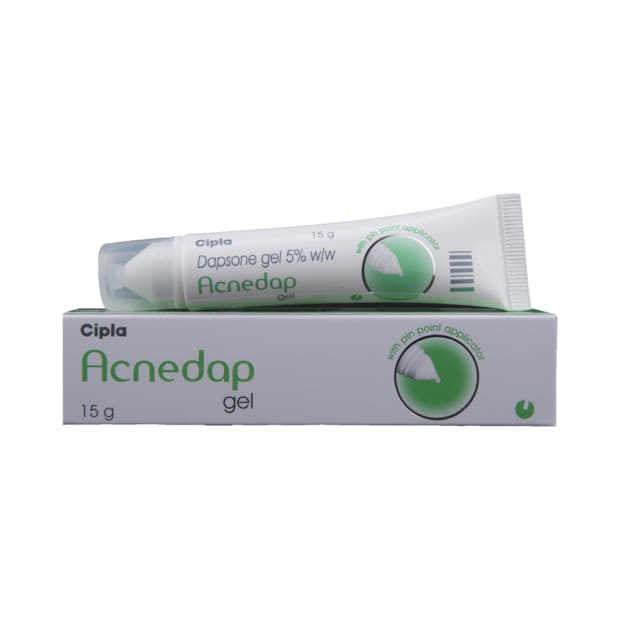 Cipla
15 g
Dapsone gel 5% w/w
Acnedap
gel
with pin point applicator
Cipla
Acnedap
gel
15 g
with pin point applicator